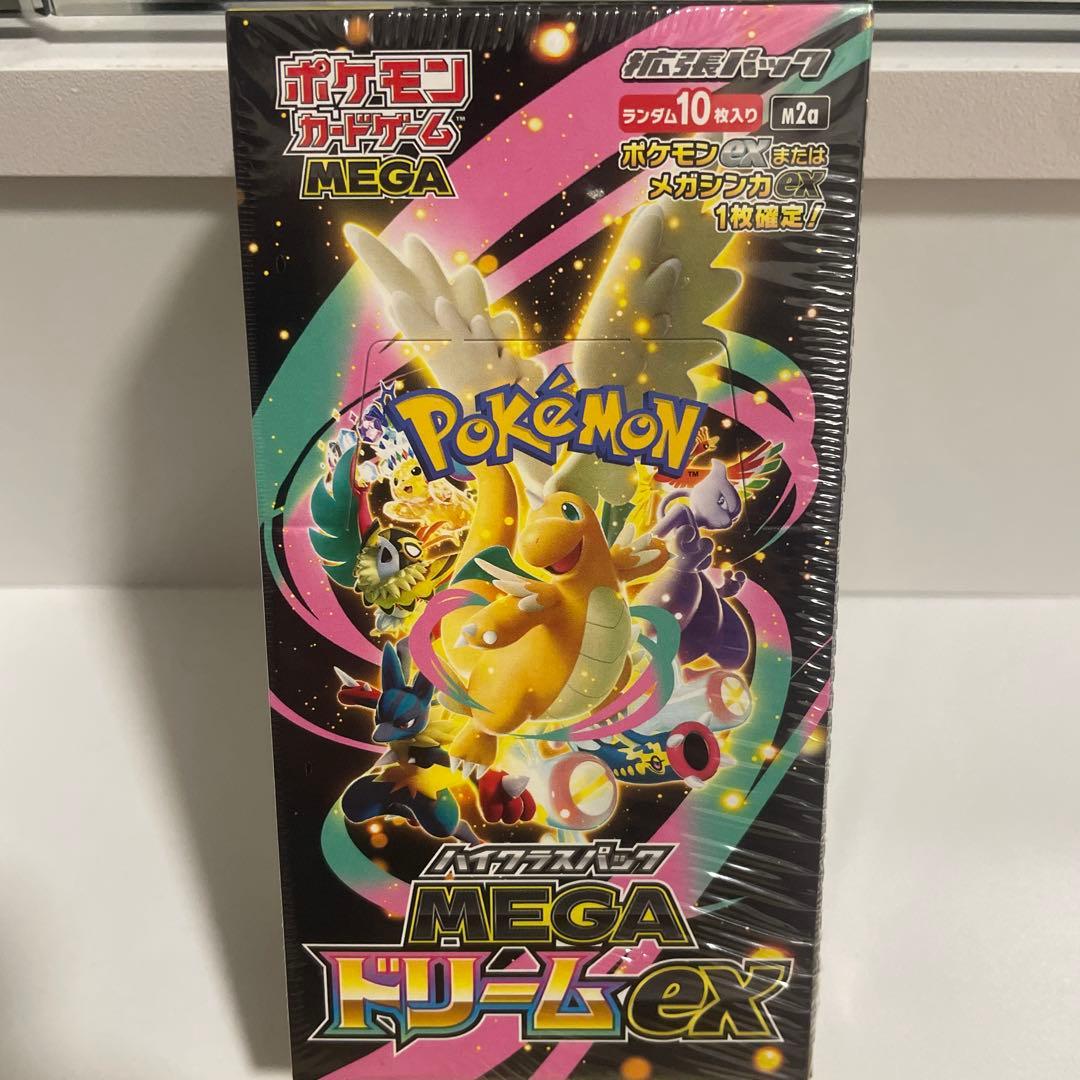 ポケモン
カードゲーム™
MEGA
拡張パック
ランダム10枚入り
M2a
ポケモンexまたは
メガシンカex
1枚確定!
POKéMON™
ハイクラスパック
MEGA
ドリームex